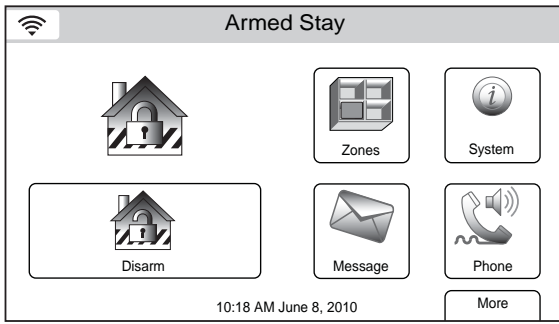 Armed Stay
Zones
System
Disarm
Message
Phone
10:18 AM June 8, 2010
More